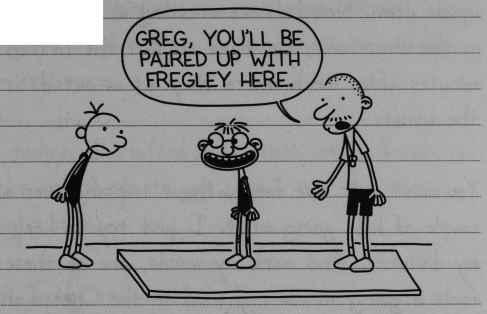 GREG, YOU'LL BE
PAIRED UP WITH
FREGLEY HERE.